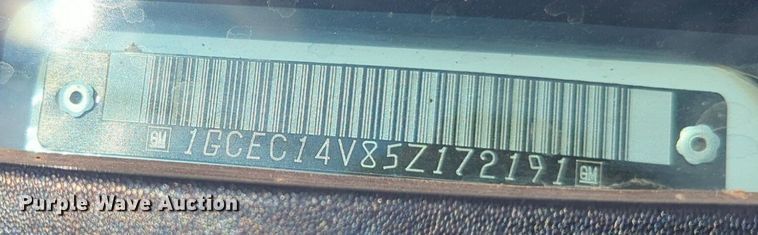 GM 1GCEC14V85Z172191 GM
Purple Wave Auction